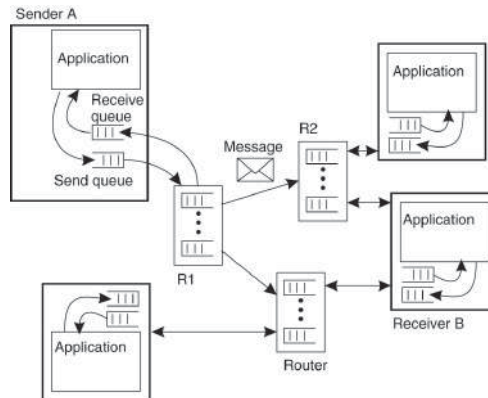 Sender A
Application
Receive
queue
Send queue
Message
R2
Application
R1
Application
Receiver B
Application
Router